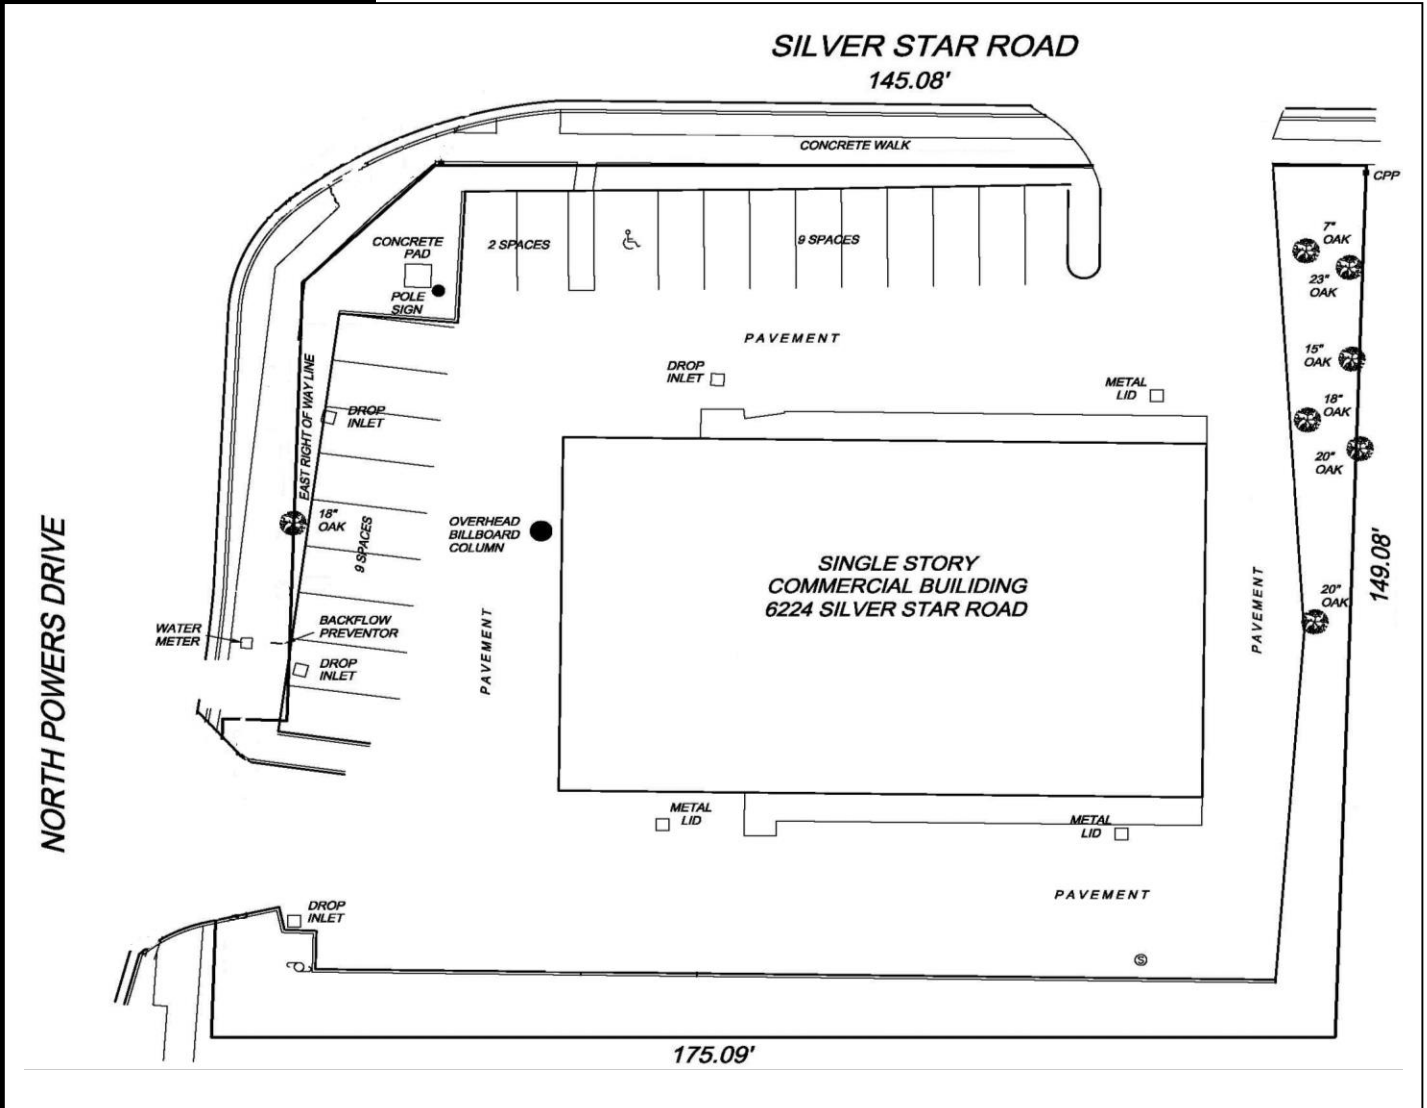 SILVER STAR ROAD
145.08'
CONCRETE WALK
CPP
CONCRETE
PAD
2 SPACES
9 SPACES
7"
OAK
23"
OAK
POLE
SIGN
PAVEMENT
DROP
INLET
METAL
LID
15"
OAK
18"
OAK
20"
OAK
EAST RIGHT OF WAY LINE
DROP
INLET
18"
OAK
9 SPACES
OVERHEAD
BILLBOARD
COLUMN
SINGLE STORY
COMMERCIAL BUILIDING
6224 SILVER STAR ROAD
PAVEMENT
149.08'
20"
OAK
NORTH POWERS DRIVE
WATER
METER
BACKFLOW
PREVENTOR
DROP
INLET
PAVEMENT
METAL
LID
METAL
LID
PAVEMENT
DROP
INLET
S
175.09'